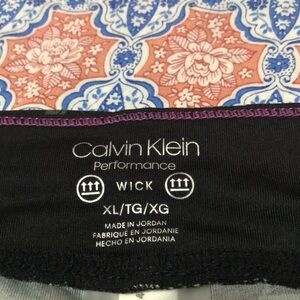 Calvin Klein
Performance
WICK
XL/TG/XG
MADE IN JORDAN
FABRIQUÉ EN JORDANIE
HECHO EN JORDANIA